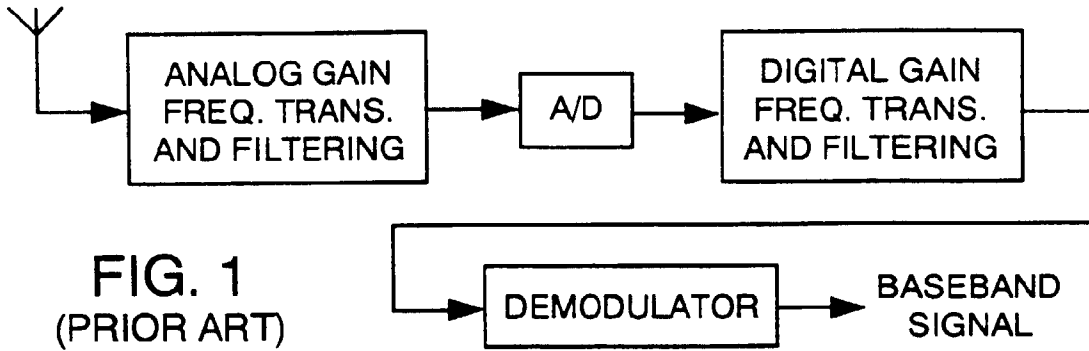 ANALOG GAIN
FREQ. TRANS.
AND FILTERING
A/D
DIGITAL GAIN
FREQ. TRANS.
AND FILTERING
FIG. 1
(PRIOR ART)
DEMODULATOR
BASEBAND
SIGNAL